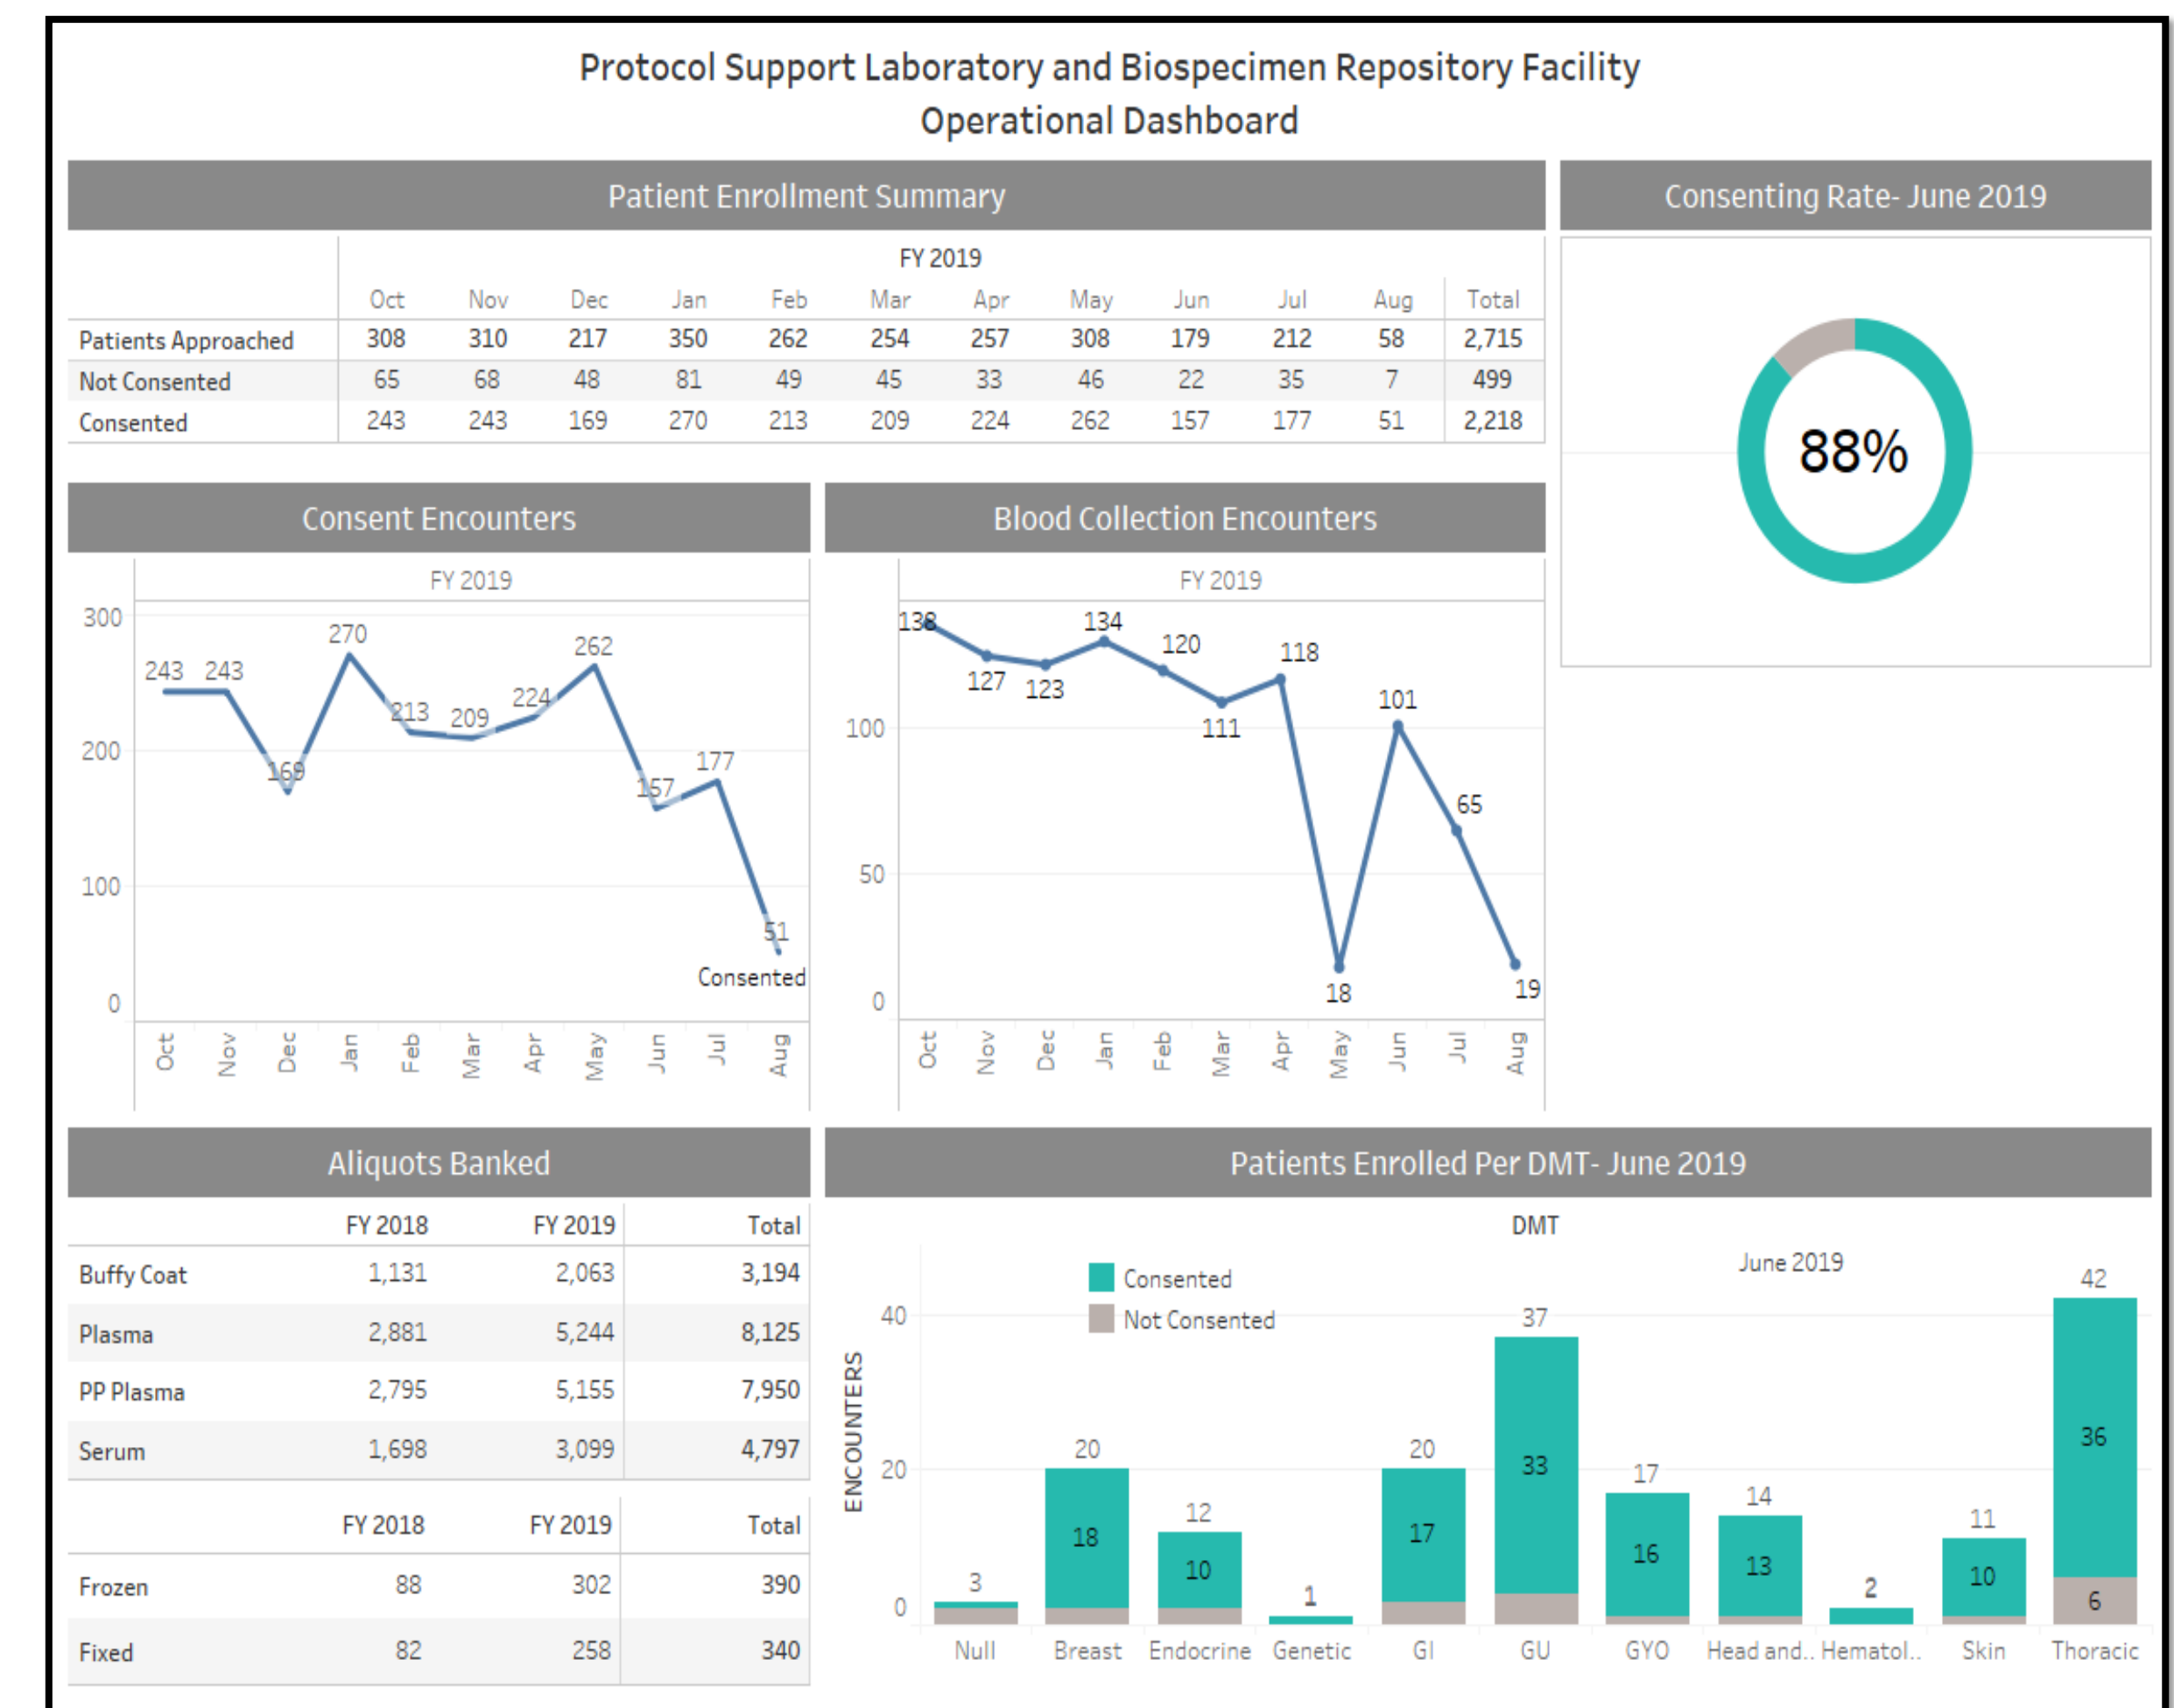 Protocol Support Laboratory and Biospecimen Repository Facility
Operational Dashboard
Patient Enrollment Summary
FY 2019
Oct Nov Dec Jan Feb Mar Apr May Jun Jul Aug Total
Patients Approached 308 310 217 350 262 254 257 308 179 212 58 2,715
Not Consented 65 68 48 81 49 45 33 46 22 35 7 499
Consented 243 243 169 270 213 209 224 262 157 177 51 2,218
Consenting Rate- June 2019
88%
Consent Encounters
FY 2019
300
200
100
0
243 243 169 270 213 209 224 262 157 177 51
Consented
Oct Nov Dec Jan Feb Mar Apr May Jun Jul Aug
Blood Collection Encounters
FY 2019
100
50
0
138 127 123 134 120 111 118 18 101 65 19
Oct Nov Dec Jan Feb Mar Apr May Jun Jul Aug
Aliquots Banked
FY 2018 FY 2019 Total
Buffy Coat 1,131 2,063 3,194
Plasma 2,881 5,244 8,125
PP Plasma 2,795 5,155 7,950
Serum 1,698 3,099 4,797
FY 2018 FY 2019 Total
Frozen 88 302 390
Fixed 82 258 340
Patients Enrolled Per DMT- June 2019
DMT
June 2019
Consented
Not Consented
ENCOUNTERS
40
20
0
3 20 12 1 20 37 17 14 2 11 42
18 10 17 33 16 13 10 36
6
Null Breast Endocrine Genetic GI GU GYO Head and.. Hematol.. Skin Thoracic